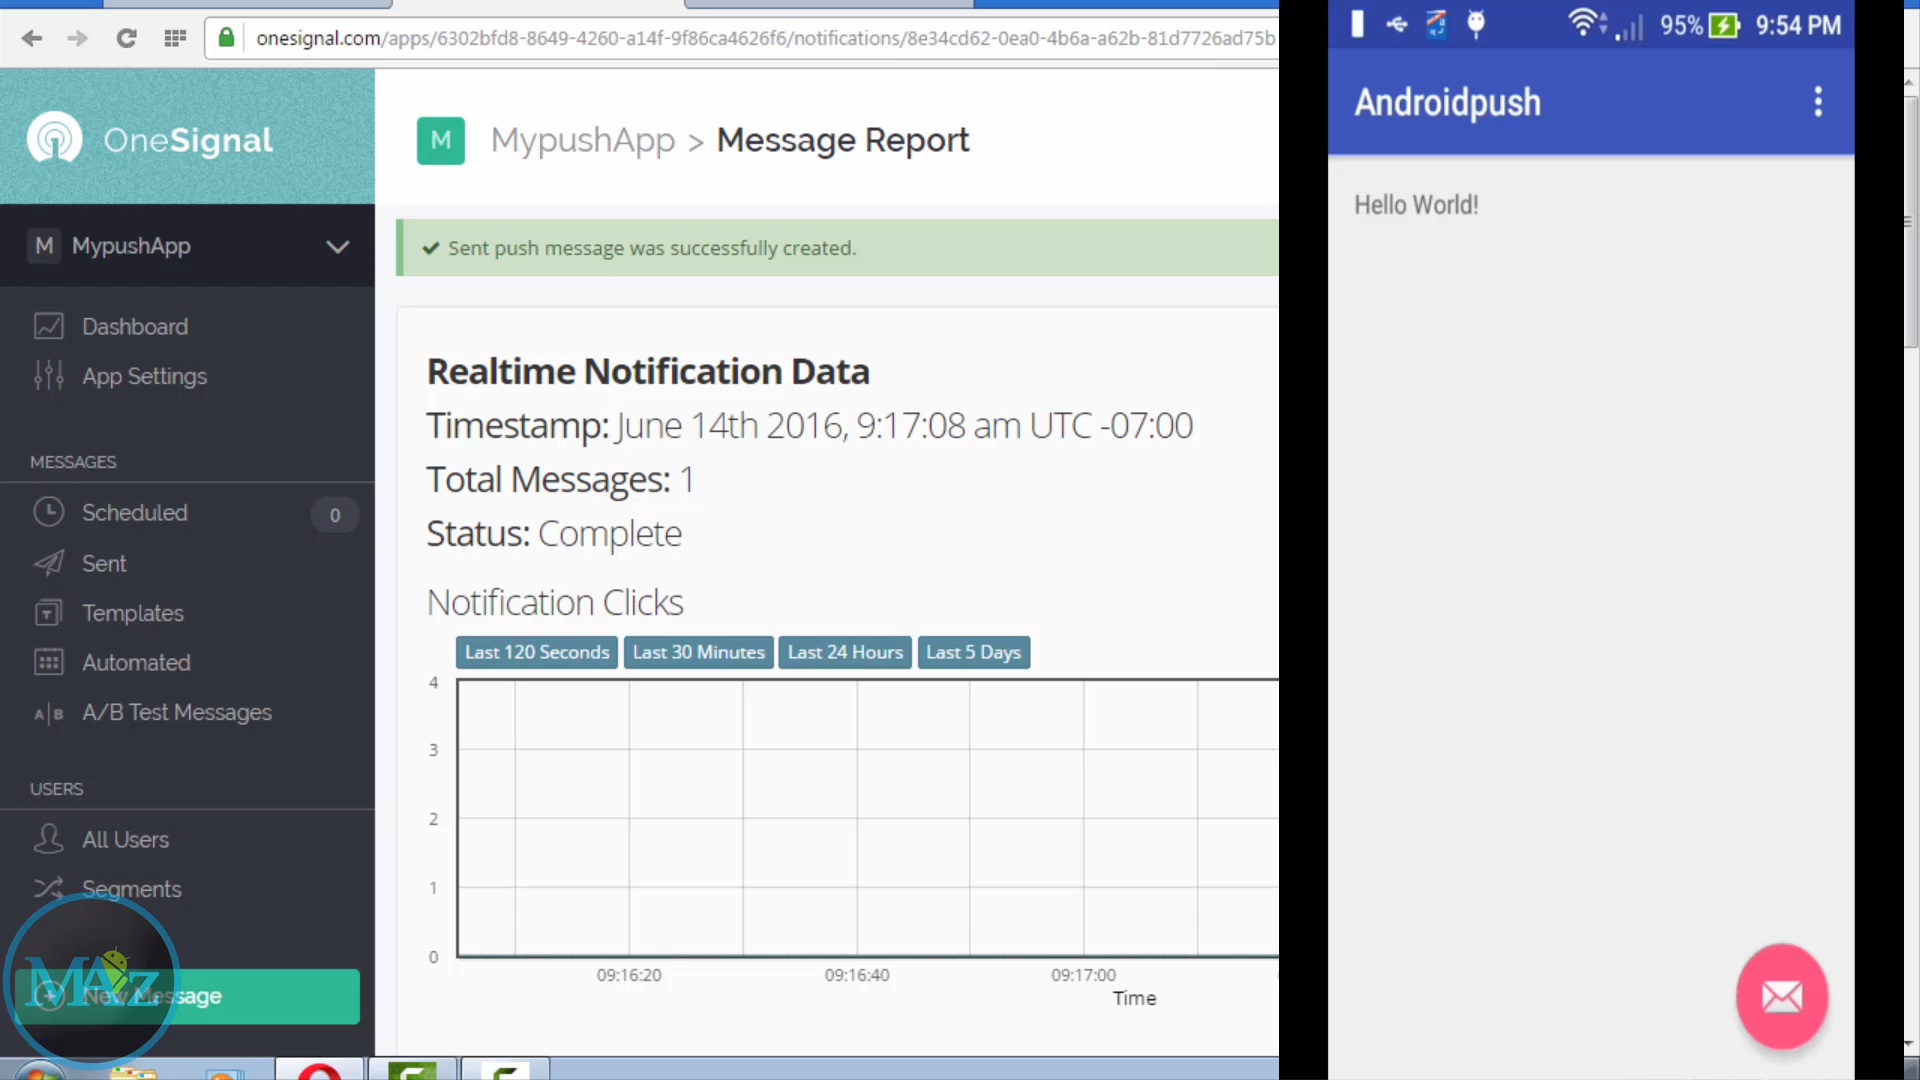 onesignal.com/apps/6302bfd8-8649-4260-a14f-9f86ca4626f6/notifications/8e34cd62-0ea0-4b6a-a62b-81d7726ad75b
OneSignal
M MypushApp
Dashboard
App Settings
MESSAGES
Scheduled 0
Sent
Templates
Automated
A|B A/B Test Messages
USERS
All Users
Segments
New Message
MAz
M MypushApp > Message Report
Sent push message was successfully created.
Realtime Notification Data
Timestamp: June 14th 2016, 9:17:08 am UTC -07:00
Total Messages: 1
Status: Complete
Notification Clicks
Last 120 Seconds Last 30 Minutes Last 24 Hours Last 5 Days
4
3
2
1
0
09:16:20 09:16:40 09:17:00
Time
95% 9:54 PM
Androidpush
Hello World!